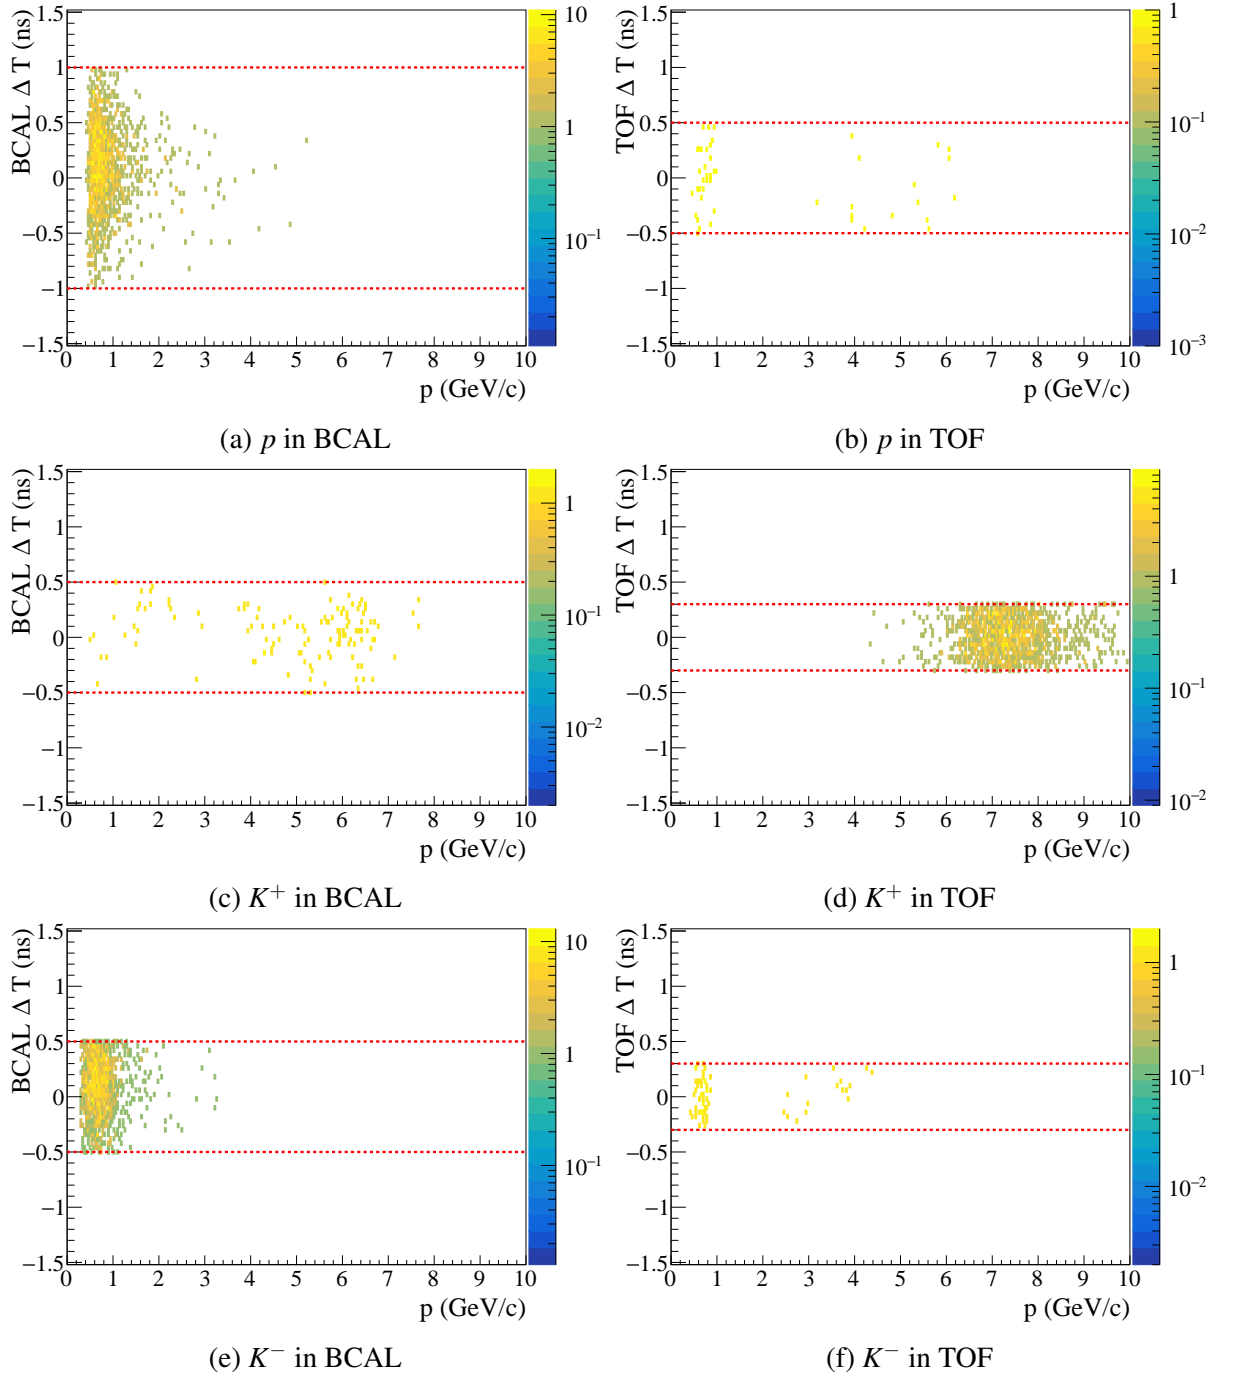 BCAL Δ T (ns)
1.5
1
0.5
0
−0.5
−1
−1.5
0 1 2 3 4 5 6 7 8 9 10
p (GeV/c)
10
1
10⁻¹
(a) p in BCAL
TOF Δ T (ns)
1.5
1
0.5
0
−0.5
−1
−1.5
0 1 2 3 4 5 6 7 8 9 10
p (GeV/c)
1
10⁻¹
10⁻²
10⁻³
(b) p in TOF
BCAL Δ T (ns)
1.5
1
0.5
0
−0.5
−1
−1.5
0 1 2 3 4 5 6 7 8 9 10
p (GeV/c)
1
10⁻¹
10⁻²
(c) K⁺ in BCAL
TOF Δ T (ns)
1.5
1
0.5
0
−0.5
−1
−1.5
0 1 2 3 4 5 6 7 8 9 10
p (GeV/c)
1
10⁻¹
10⁻²
(d) K⁺ in TOF
BCAL Δ T (ns)
1.5
1
0.5
0
−0.5
−1
−1.5
0 1 2 3 4 5 6 7 8 9 10
p (GeV/c)
10
1
10⁻¹
(e) K⁻ in BCAL
TOF Δ T (ns)
1.5
1
0.5
0
−0.5
−1
−1.5
0 1 2 3 4 5 6 7 8 9 10
p (GeV/c)
1
10⁻¹
10⁻²
(f) K⁻ in TOF